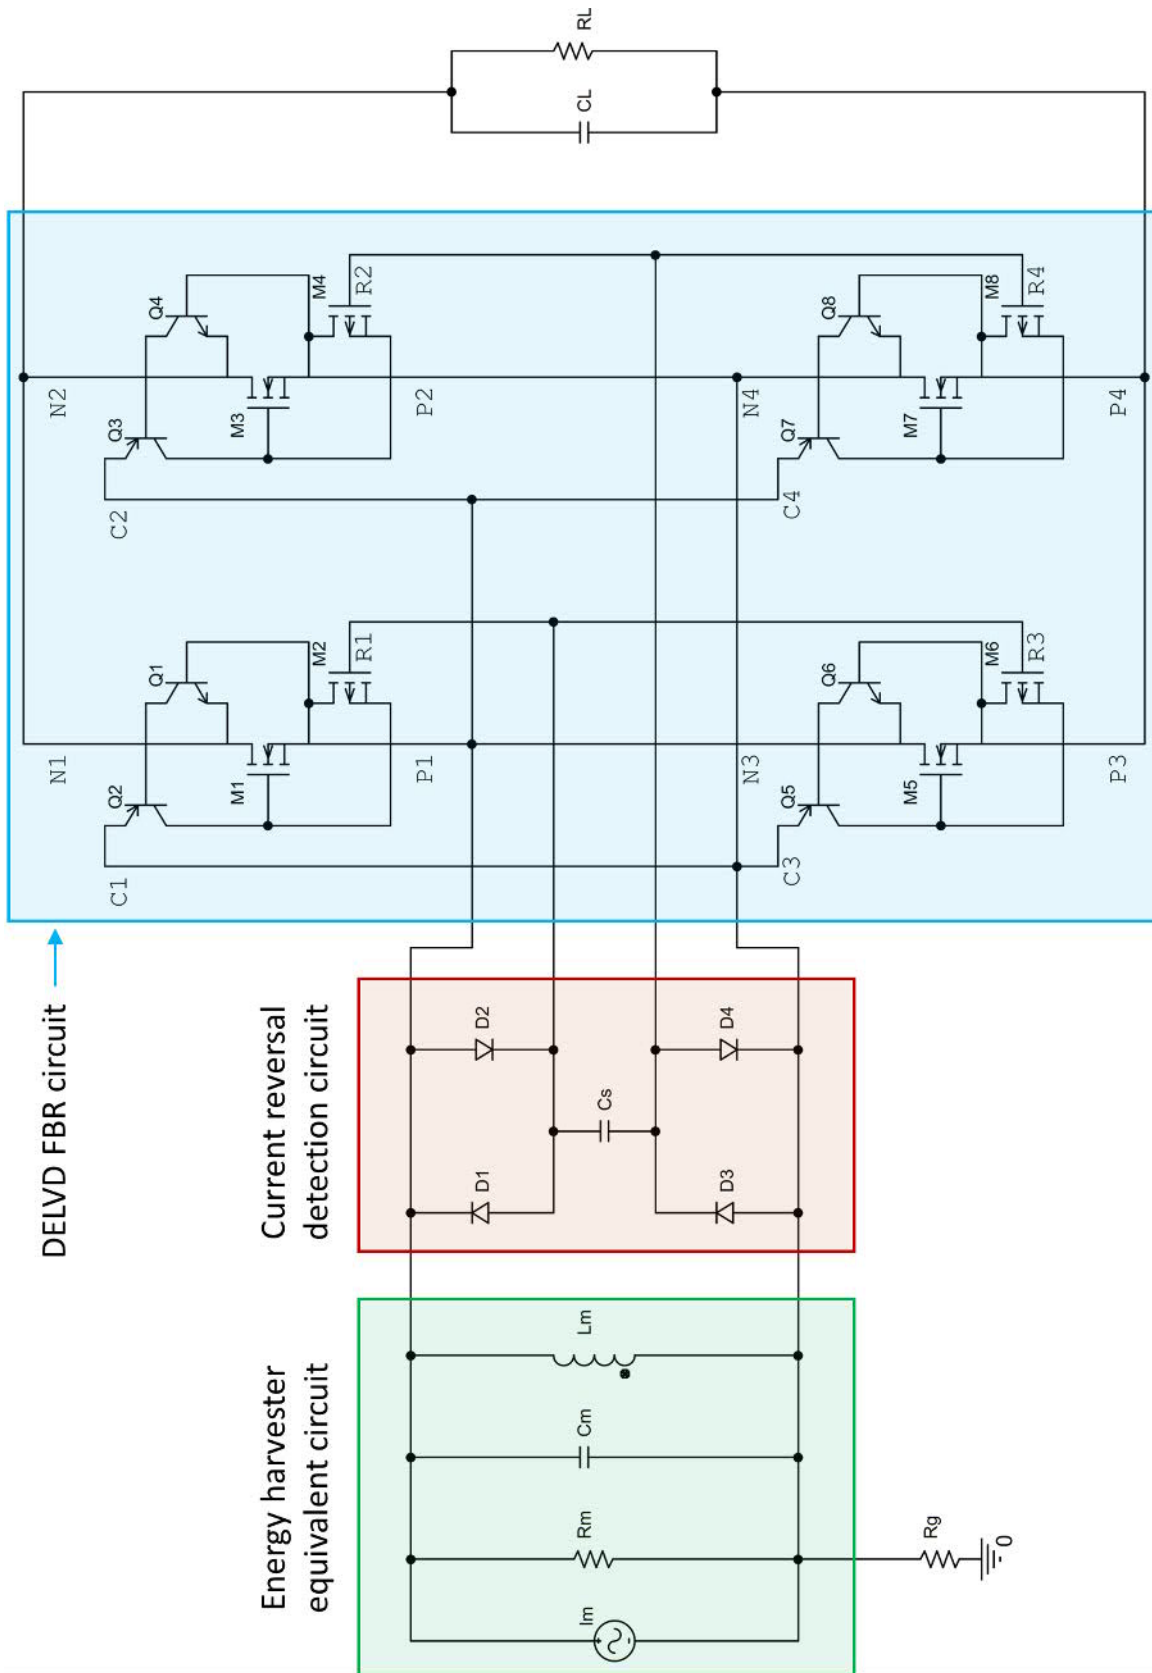 Energy harvester
equivalent circuit
Im
+
-
Rm
Cm
Lm
Rg
0
Current reversal
detection circuit
D1
D2
Cs
D3
D4
DELVD FBR circuit
N1
C1
Q2
Q1
M1
M2
R1
P1
N2
C2
Q3
Q4
M3
M4
R2
P2
N3
C3
Q5
Q6
M5
M6
R3
P3
N4
C4
Q7
Q8
M7
M8
R4
P4
CL
RL